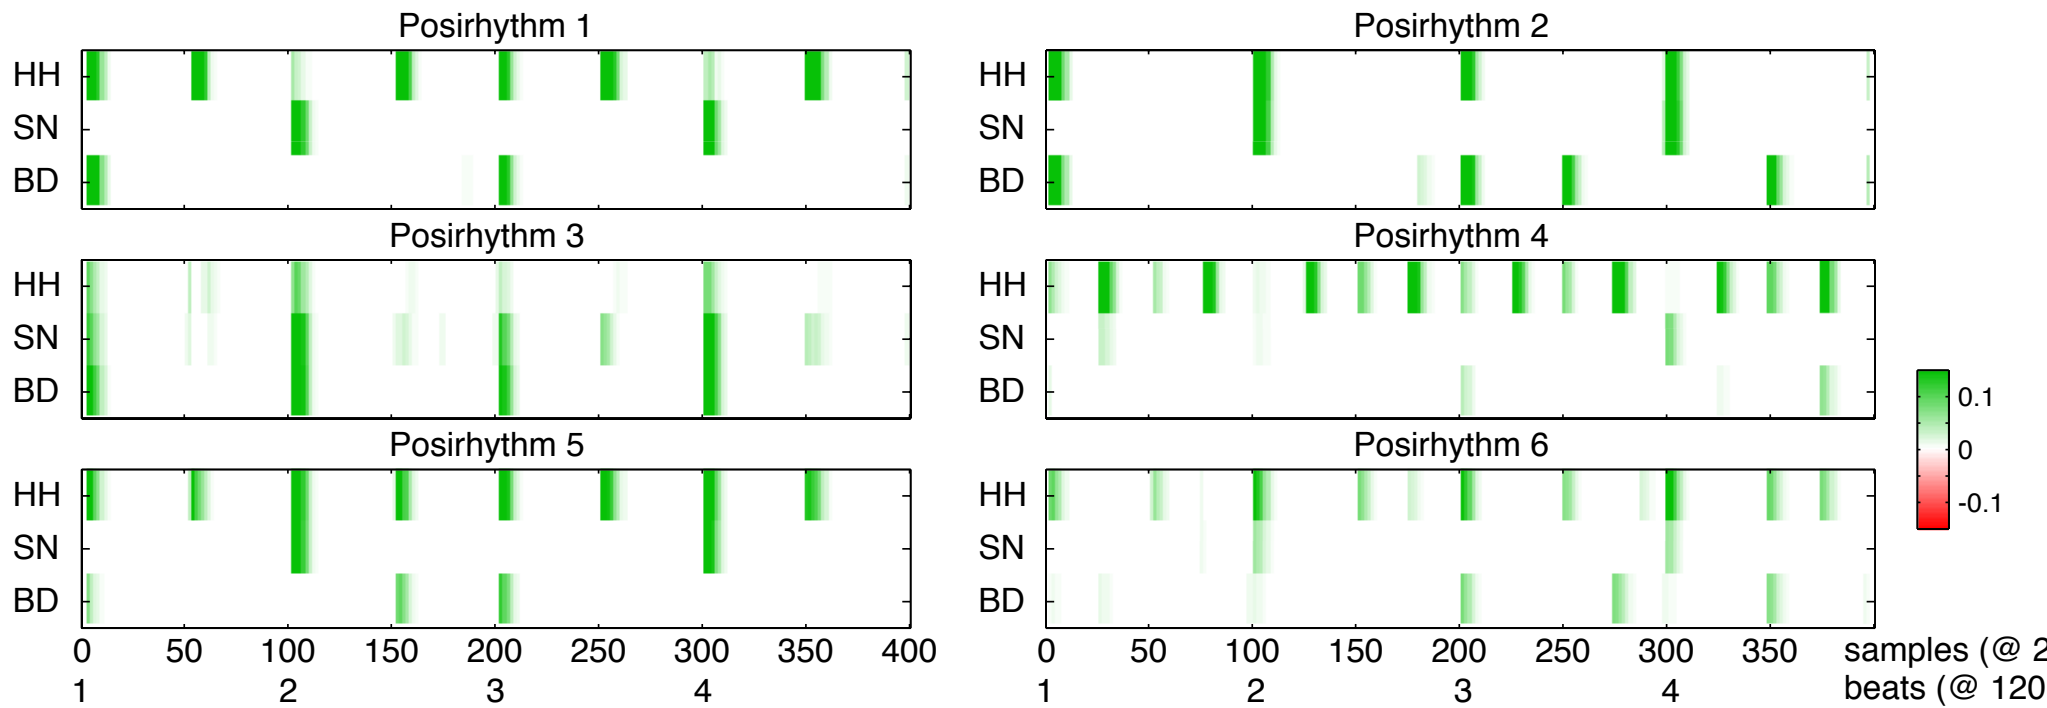 Posirhythm 1
HH
SN
BD
Posirhythm 2
HH
SN
BD
Posirhythm 3
HH
SN
BD
Posirhythm 4
HH
SN
BD
Posirhythm 5
HH
SN
BD
0 50 100 150 200 250 300 350 400
1 2 3 4
Posirhythm 6
HH
SN
BD
0 50 100 150 200 250 300 350 samples (@ 2
1 2 3 4 beats (@ 120
0.1
0
-0.1